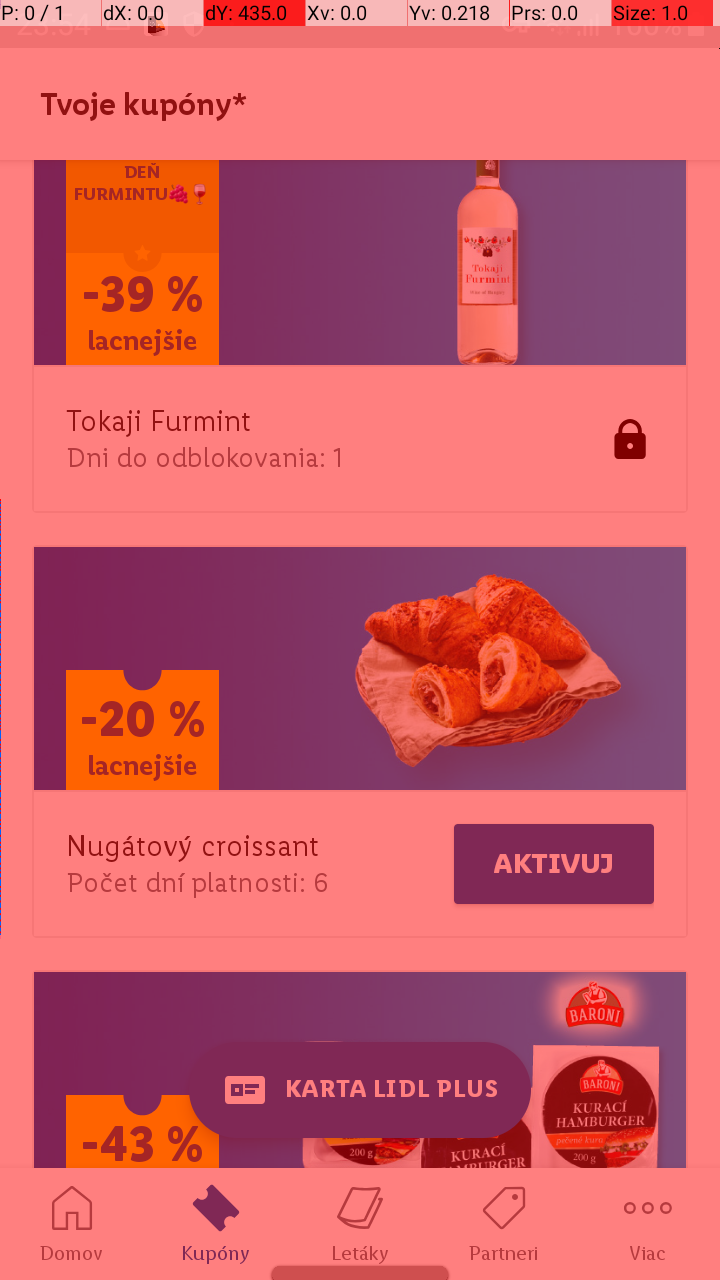 P: 0 / 1 dX: 0.0 dY: 435.0 Xv: 0.0 Yv: 0.218 Prs: 0.0 Size: 1.0
23:54 100%
Tvoje kupóny*
DEŇ
FURMINTU🍇🍷
-39 %
lacnejšie
Tokaji
Furmint
Tokaji Furmint
Dni do odblokovania: 1
-20 %
lacnejšie
Nugátový croissant
Počet dní platnosti: 6
AKTIVUJ
BARONI
BARONI
KURACÍ
HAMBURGER
pečené kura
200 g
-43 %
KARTA LIDL PLUS
200 g
KURACÍ
HAMBURGER
Domov
Kupóny
Letáky
Partneri
Viac